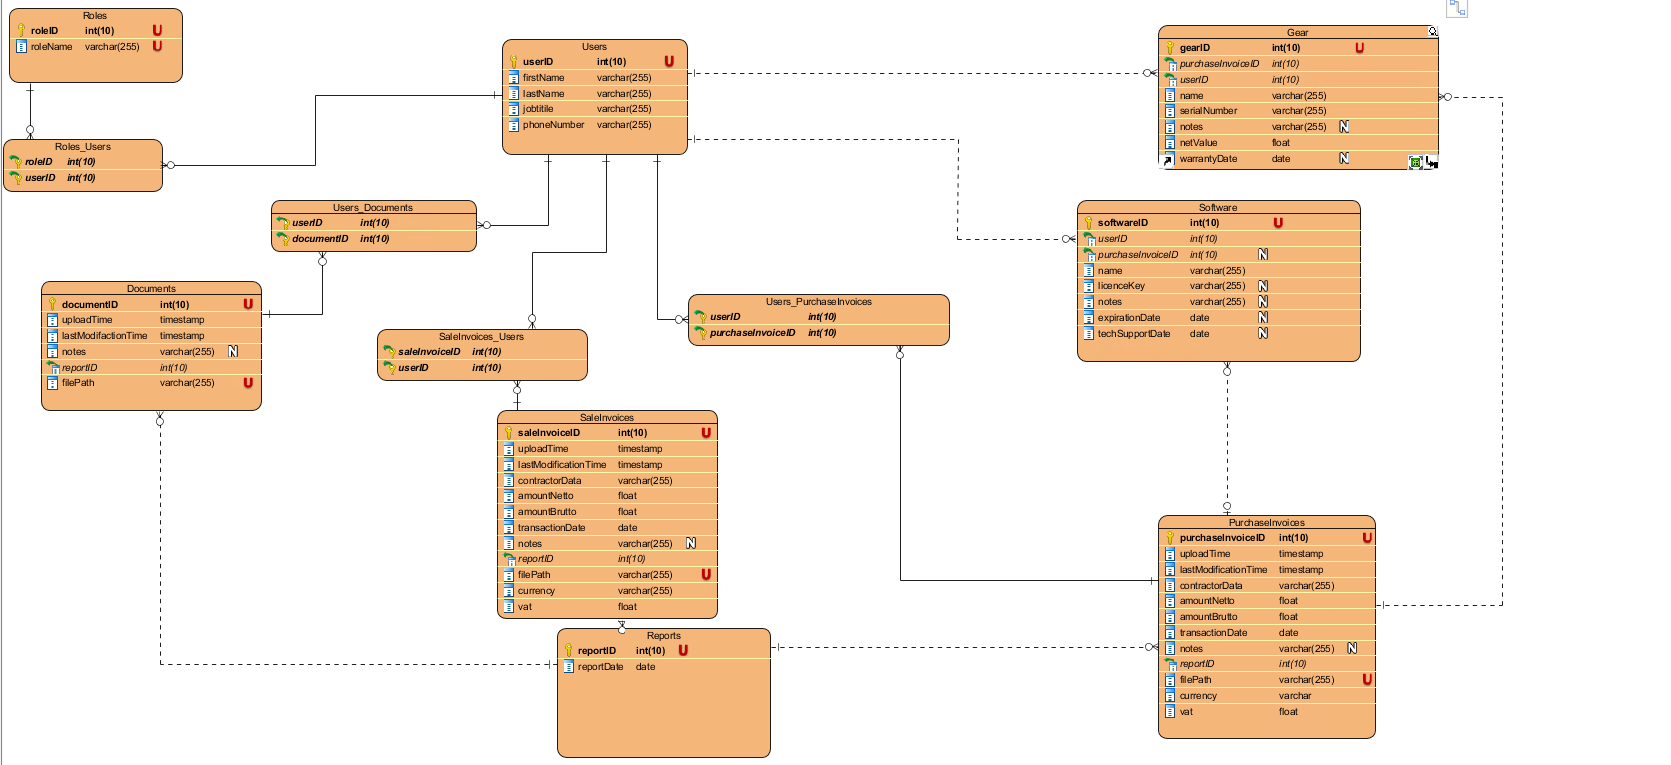 Roles
roleID int(10) U
roleName varchar(255) U
Users
userID int(10) U
firstName varchar(255)
lastName varchar(255)
jobtitile varchar(255)
phoneNumber varchar(255)
Gear
gearID int(10) U
purchaseInvoiceID int(10)
userID int(10)
name varchar(255)
serialNumber varchar(255)
notes varchar(255) N
netValue float
warrantyDate date N
Roles_Users
roleID int(10)
userID int(10)
Users_Documents
userID int(10)
documentID int(10)
Software
softwareID int(10) U
userID int(10)
purchaseInvoiceID int(10) N
name varchar(255)
licenceKey varchar(255) N
notes varchar(255) N
expirationDate date N
techSupportDate date N
Documents
documentID int(10) U
uploadTime timestamp
lastModifactionTime timestamp
notes varchar(255) N
reportID int(10)
filePath varchar(255) U
Users_PurchaseInvoices
userID int(10)
purchaseInvoiceID int(10)
SaleInvoices_Users
saleInvoiceID int(10)
userID int(10)
SaleInvoices
saleInvoiceID int(10) U
uploadTime timestamp
lastModificationTime timestamp
contractorData varchar(255)
amountNetto float
amountBrutto float
transactionDate date
notes varchar(255) N
reportID int(10)
filePath varchar(255) U
currency varchar(255)
vat float
PurchaseInvoices
purchaseInvoiceID int(10) U
uploadTime timestamp
lastModificationTime timestamp
contractorData varchar(255)
amountNetto float
amountBrutto float
transactionDate date
notes varchar(255) N
reportID int(10)
filePath varchar(255) U
currency varchar
vat float
Reports
reportID int(10) U
reportDate date